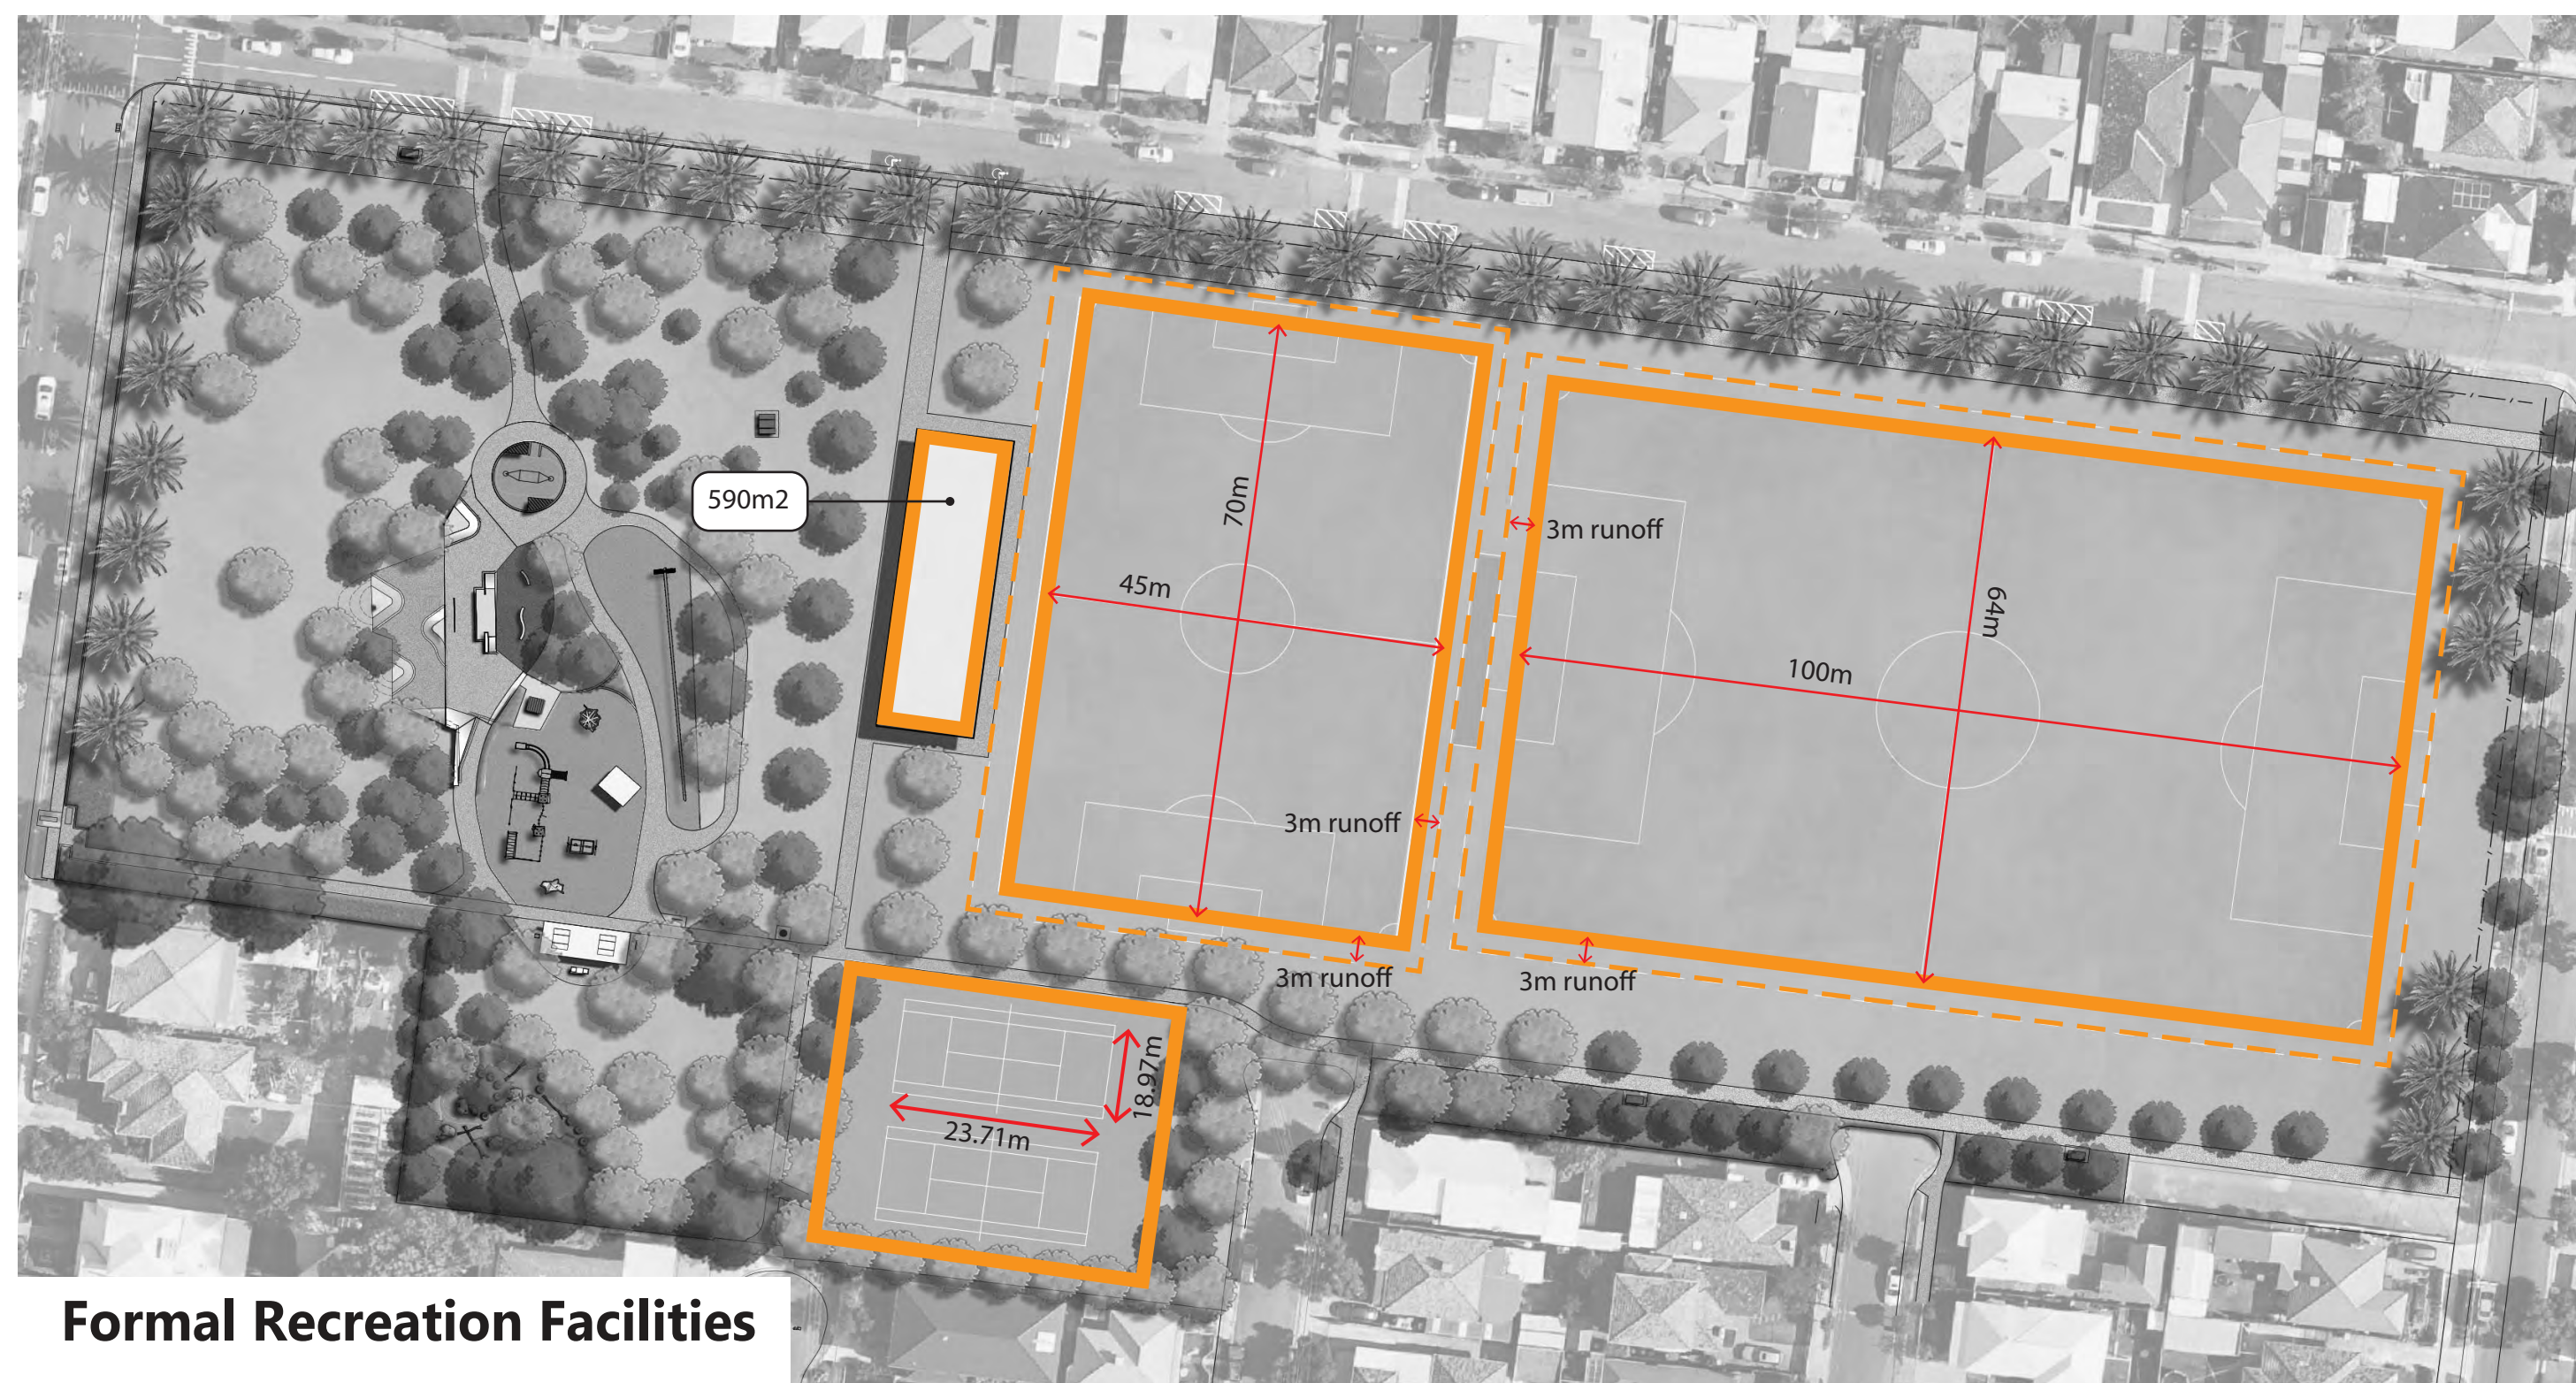 590m2
70m
45m
3m runoff
3m runoff
64m
100m
3m runoff
3m runoff
18.97m
23.71m
Formal Recreation Facilities